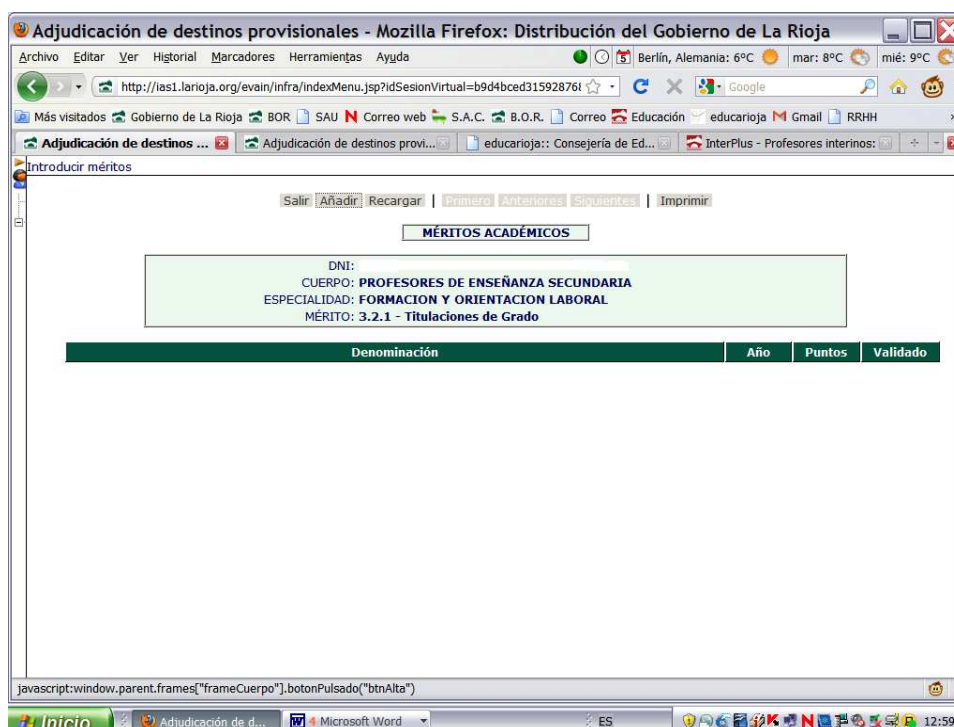 Adjudicación de destinos provisionales - Mozilla Firefox: Distribución del Gobierno de La Rioja
Archivo Editar Ver Historial Marcadores Herramientas Ayuda 5 Berlín, Alemania: 6ºC mar: 8ºC mié: 9ºC
http://ias1.larioja.org/evain/infra/indexMenu.jsp?idSesionVirtual=b9d4bced31592876 Google
Más visitados Gobierno de La Rioja BOR SAU N Correo web S.A.C. B.O.R. Correo Educación educarioja Gmail RRHH »
Adjudicación de destinos ... Adjudicación de destinos provi... educarioja:: Consejería de Ed... InterPlus - Profesores interinos:
Introducir méritos
Salir Añadir Recargar | Primero Anteriores Siguientes | Imprimir
MÉRITOS ACADÉMICOS
DNI:
CUERPO: PROFESORES DE ENSEÑANZA SECUNDARIA
ESPECIALIDAD: FORMACION Y ORIENTACION LABORAL
MÉRITO: 3.2.1 - Titulaciones de Grado
Denominación Año Puntos Validado
javascript:window.parent.frames["frameCuerpo"].botonPulsado("btnAlta")
Inicio Adjudicación de d... 4 Microsoft Word ES 12:59